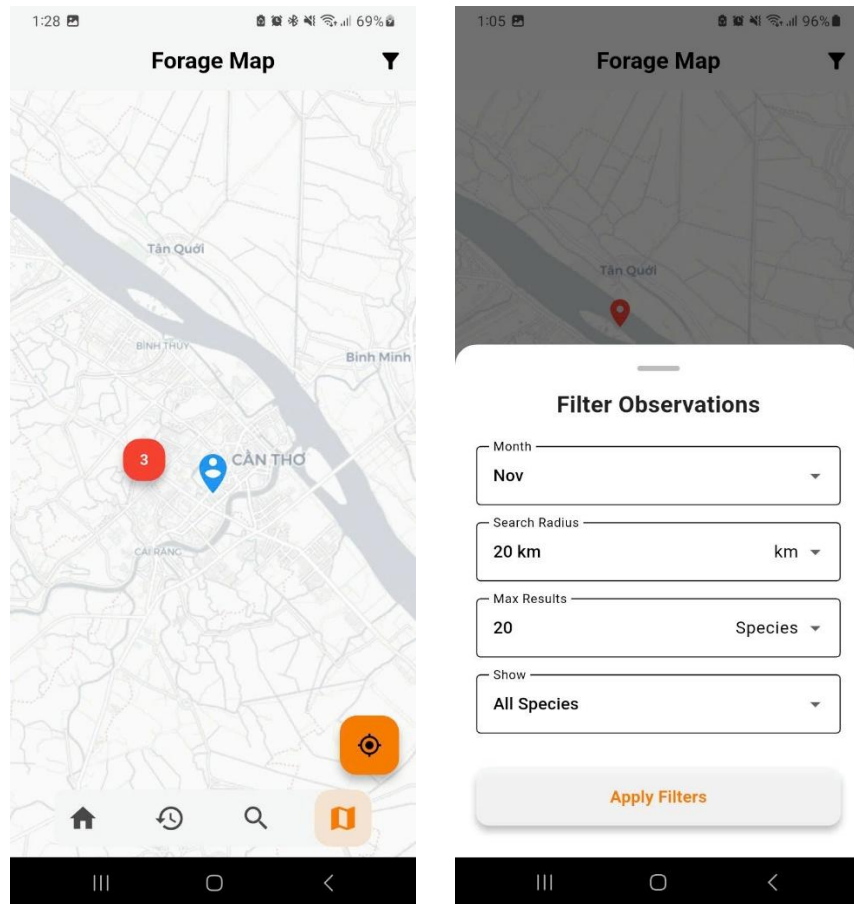 1:28 69%
Forage Map
Tân Quới
BÌNH THỦY
Bình Minh
3
CẦN THƠ
CÁI RĂNG
1:05 96%
Forage Map
Tân Quới
Filter Observations
Month
Nov
Search Radius
20 km km
Max Results
20 Species
Show
All Species
Apply Filters